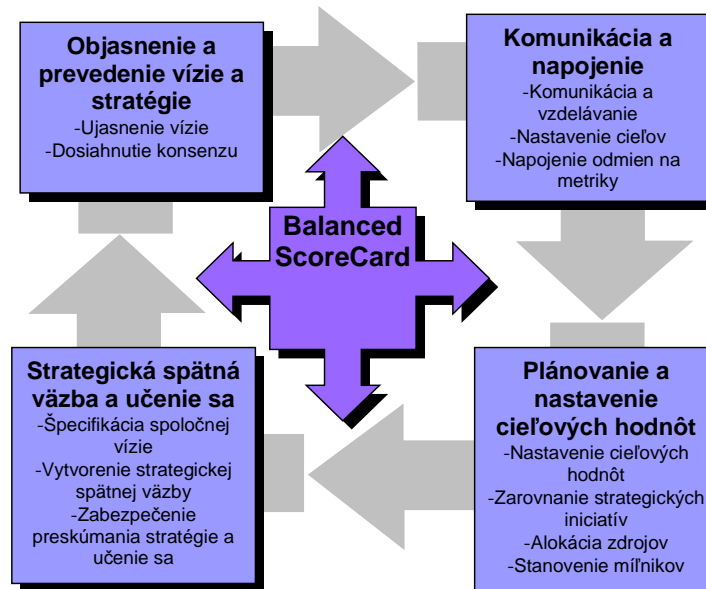 Objasnenie a
prevedenie vízie a
stratégie
-Ujasnenie vízie
-Dosiahnutie konsenzu
Komunikácia a
napojenie
-Komunikácia a
vzdelávanie
-Nastavenie cieľov
-Napojenie odmien na
metriky
Balanced
ScoreCard
Strategická spätná
väzba a učenie sa
-Špecifikácia spoločnej
vízie
-Vytvorenie strategickej
spätnej väzby
-Zabezpečenie
preskúmania stratégie a
učenie sa
Plánovanie a
nastavenie
cieľových hodnôt
-Nastavenie cieľových
hodnôt
-Zarovnanie strategických
iniciatív
-Alokácia zdrojov
-Stanovenie míľnikov